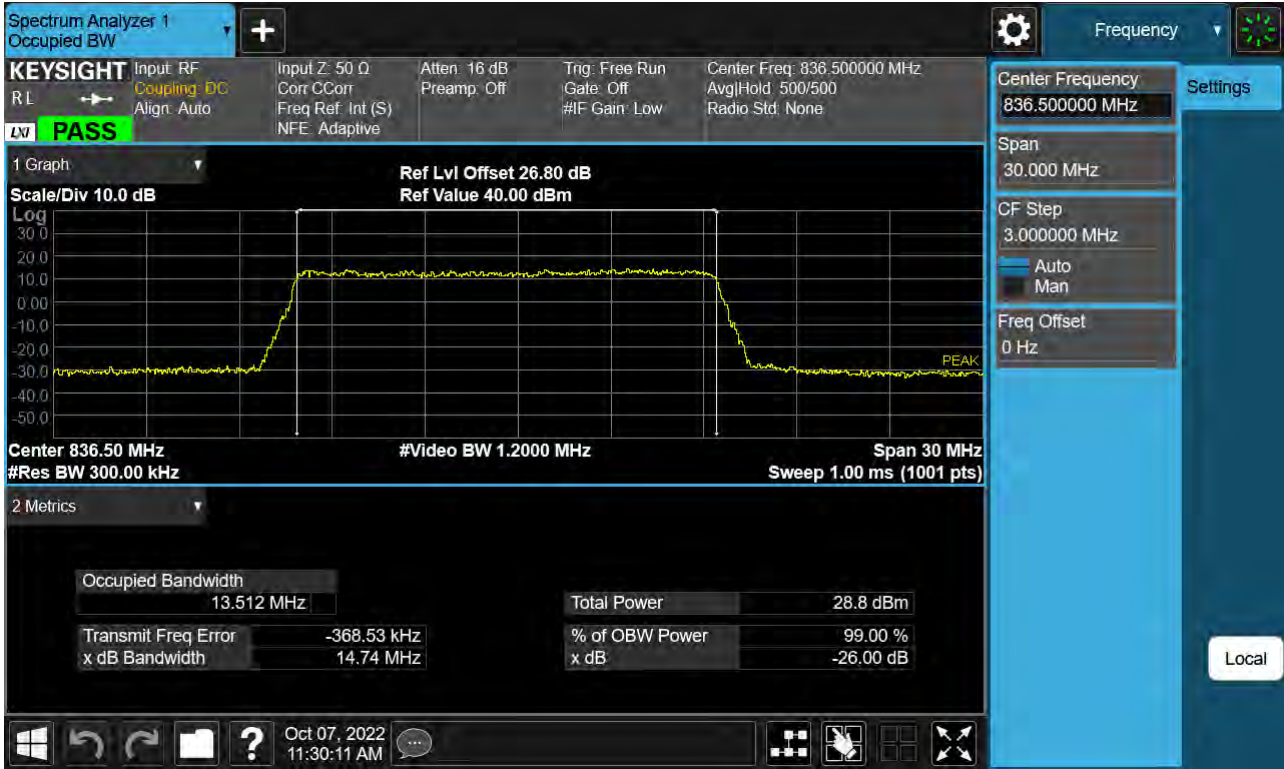 Spectrum Analyzer 1
Occupied BW
Frequency
KEYSIGHT
R L
LXI
PASS
Input: RF
Coupling: DC
Align: Auto
Input Z: 50 Ω
Corr CCorr
Freq Ref: Int (S)
NFE: Adaptive
Atten: 16 dB
Preamp: Off
Trig: Free Run
Gate: Off
#IF Gain: Low
Center Freq: 836.500000 MHz
Avg|Hold: 500/500
Radio Std: None
1 Graph
Scale/Div 10.0 dB
Ref Lvl Offset 26.80 dB
Ref Value 40.00 dBm
Log
30.0
20.0
10.0
0.00
-10.0
-20.0
-30.0
-40.0
-50.0
PEAK
Center 836.50 MHz
#Video BW 1.2000 MHz
Span 30 MHz
#Res BW 300.00 kHz
Sweep 1.00 ms (1001 pts)
2 Metrics
Occupied Bandwidth
13.512 MHz
Total Power 28.8 dBm
Transmit Freq Error -368.53 kHz
% of OBW Power 99.00 %
x dB Bandwidth 14.74 MHz
x dB -26.00 dB
Center Frequency
836.500000 MHz
Settings
Span
30.000 MHz
CF Step
3.000000 MHz
Auto
Man
Freq Offset
0 Hz
Local
Oct 07, 2022
11:30:11 AM